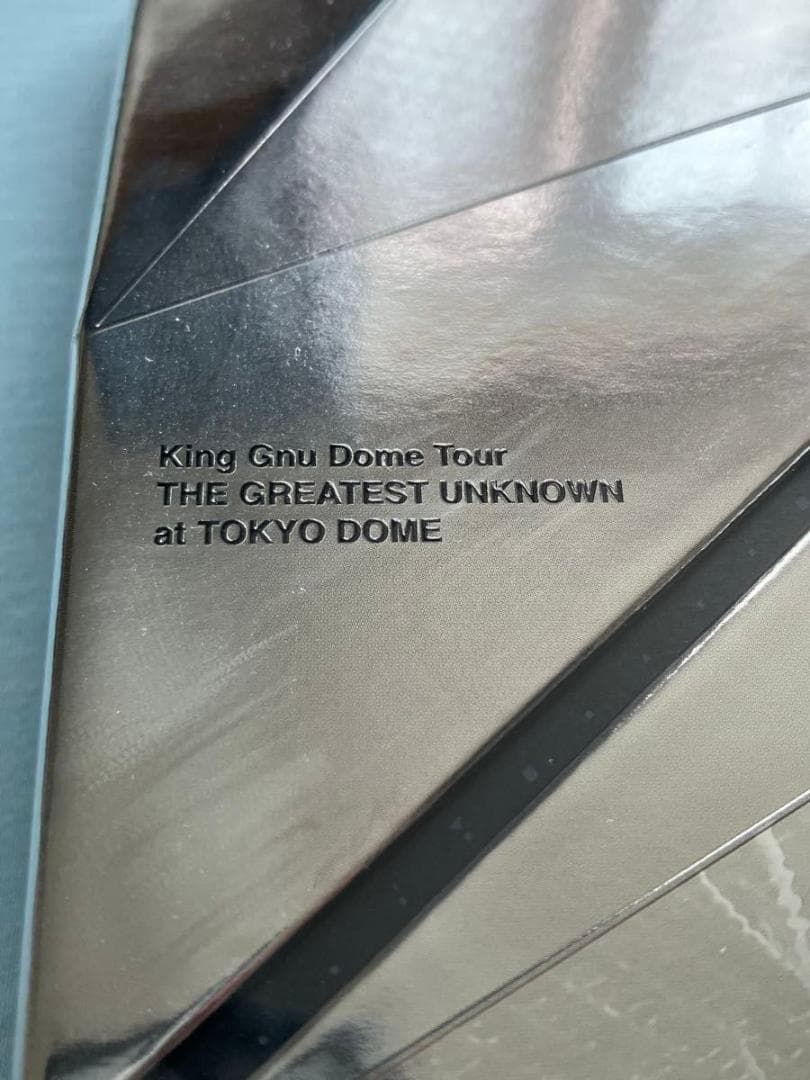 King Gnu Dome Tour
THE GREATEST UNKNOWN
at TOKYO DOME